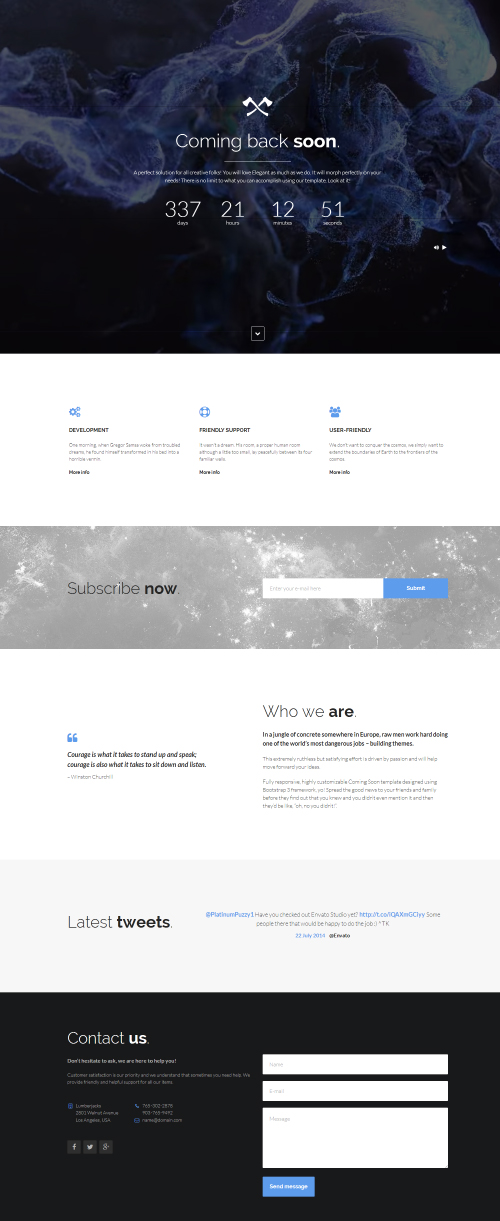 Coming back soon.
A perfect solution for all creative folks! You will love Elegant as much as we do. It will morph perfectly on your
needs! There is no limit to what you can accomplish using our template. Look at it!
337 21 12 51
days hours minutes seconds
DEVELOPMENT
One morning, when Gregor Samsa woke from troubled
dreams, he found himself transformed in his bed into a
horrible vermin.
More info
FRIENDLY SUPPORT
It wasn't a dream. His room, a proper human room
although a little too small, lay peacefully between its four
familiar walls.
More info
USER-FRIENDLY
We don't want to conquer the cosmos, we simply want to
extend the boundaries of Earth to the frontiers of the
cosmos.
More info
Subscribe now.
Enter your e-mail here
Submit
Courage is what it takes to stand up and speak;
courage is also what it takes to sit down and listen.
– Winston Churchill
Who we are.
In a jungle of concrete somewhere in Europe, raw men work hard doing
one of the world's most dangerous jobs – building themes.
This extremely ruthless but satisfying effort is driven by passion and will help
move forward your ideas.
Fully responsive, highly customizable Coming Soon template designed using
Bootstrap 3 framework, yo! Spread the good news to your friends and family
before they find out that you knew and you didn't even mention it and then
they'd be like, "oh, no you didn't!".
Latest tweets.
@PlatinumPuzzy1 Have you checked out Envato Studio yet? Some
people there that would be happy to do the job :) ^TK
22 July 2014 @Envato
Contact us.
Don't hesitate to ask, we are here to help you!
Customer satisfaction is our priority and we understand that sometimes you need help. We
provide friendly and helpful support for all our items.
Lumberjacks
2802 Walnut Avenue
Los Angeles, USA
765-302-2878
903-765-9492
name@domain.com
Name
E-mail
Message
Send message